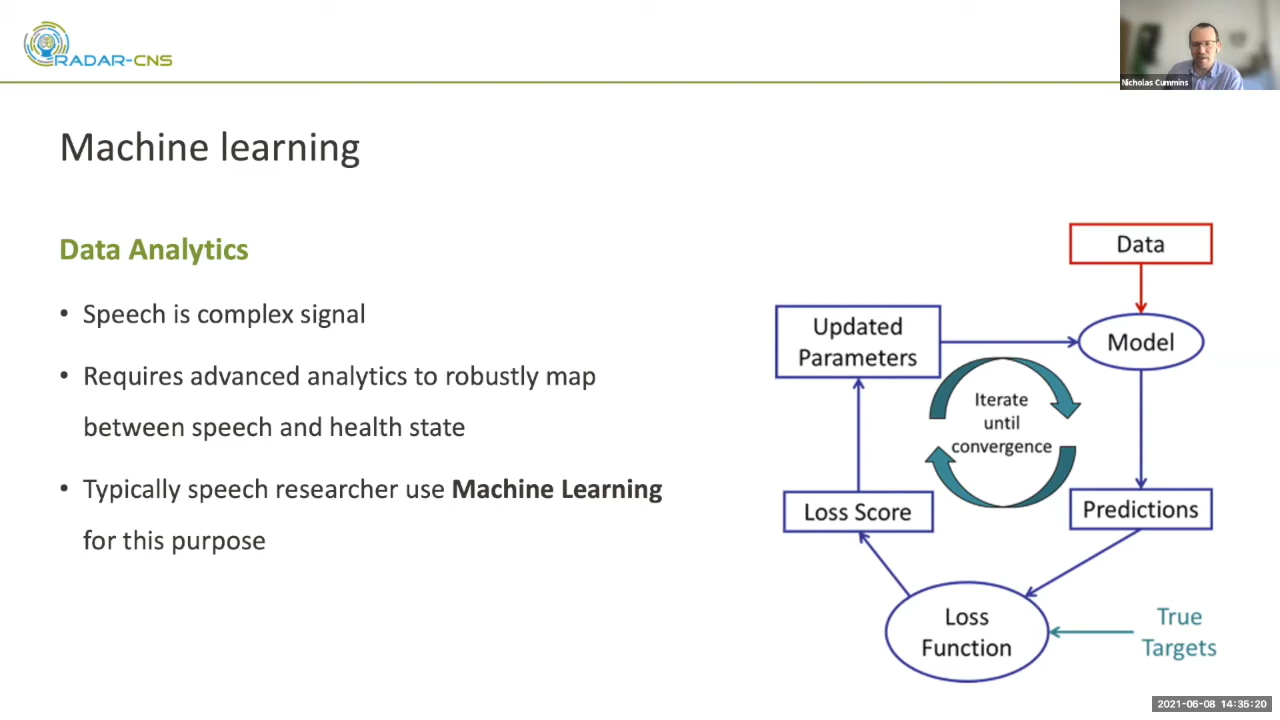 RADAR-CNS
Nicholas Cummins
Machine learning
Data Analytics
• Speech is complex signal
• Requires advanced analytics to robustly map
between speech and health state
• Typically speech researcher use Machine Learning
for this purpose
Data
Updated
Parameters
Model
Iterate
until
convergence
Loss Score
Predictions
Loss
Function
True
Targets
2021-06-08 14:35:20